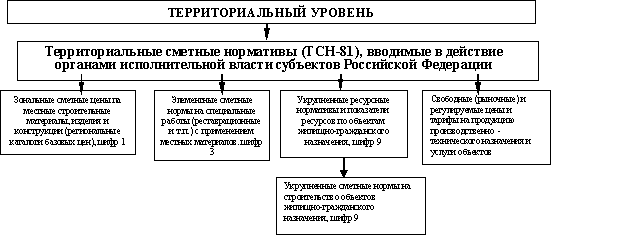 ТЕРРИТОРИАЛЬНЫЙ УРОВЕНЬ
Территориальные сметные нормативы (ТСН-81), вводимые в действие
органами исполнительной власти субъектов Российской Федерации
Зональные сметные цены на
местные строительные
материалы, изделия и
конструкции (региональные
каталоги базовых цен), шифр 1
Элементные сметные
нормы на специальные
работы (реставрационные
и т.п.) с применением
местных материалов .шифр
3
Укрупненные ресурсные
нормативы и показатели
ресурсов по объектам
жилищно-гражданского
назначения, шифр 9
Свободные (рыночные) и
регулируемые цены и
тарифы на продукцию
производственно -
технического назначения и
услуги объектов
Укрупненные сметные нормы на
строительство объектов
жилищно-гражданского
назначения, шифр 9